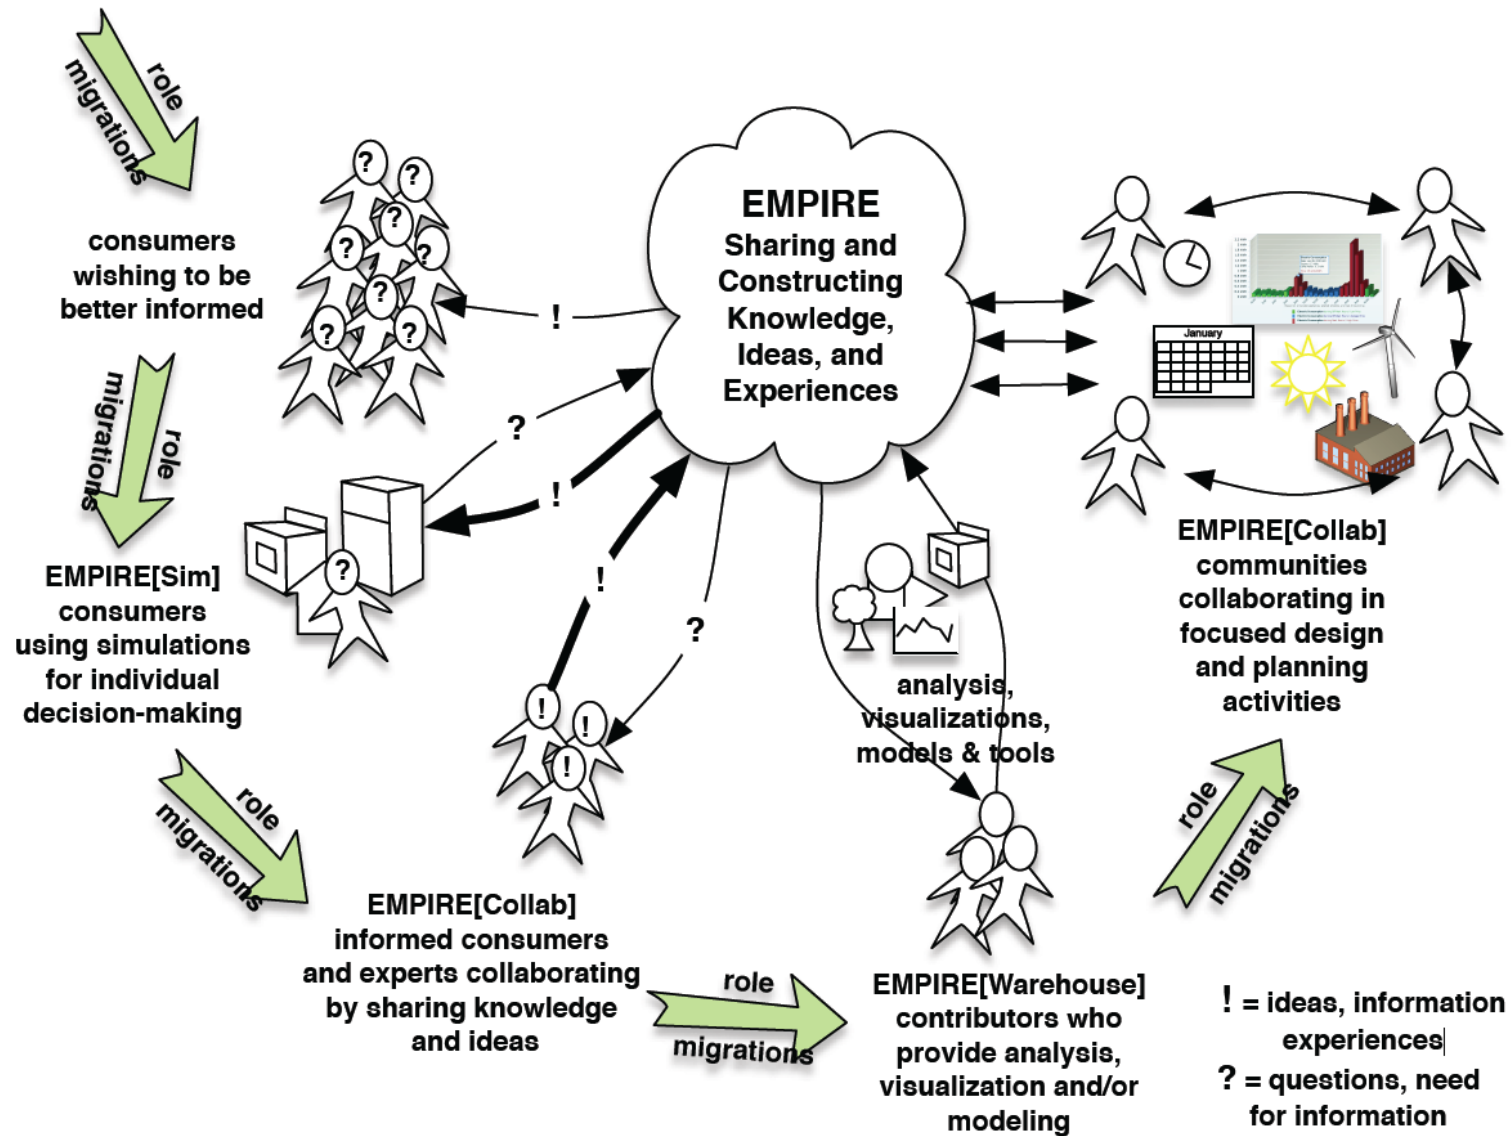 role
migrations
consumers
wishing to be
better informed
?
?
?
?
?
?
?
?
!
EMPIRE
Sharing and
Constructing
Knowledge,
Ideas, and
Experiences
January
role
migrations
?
!
EMPIRE[Sim]
consumers
using simulations
for individual
decision-making
?
!
?
!
!
!
analysis,
visualizations,
models & tools
EMPIRE[Collab]
communities
collaborating in
focused design
and planning
activities
role
migrations
EMPIRE[Collab]
informed consumers
and experts collaborating
by sharing knowledge
and ideas
role
migrations
EMPIRE[Warehouse]
contributors who
provide analysis,
visualization and/or
modeling
role
migrations
! = ideas, information
experiences
? = questions, need
for information